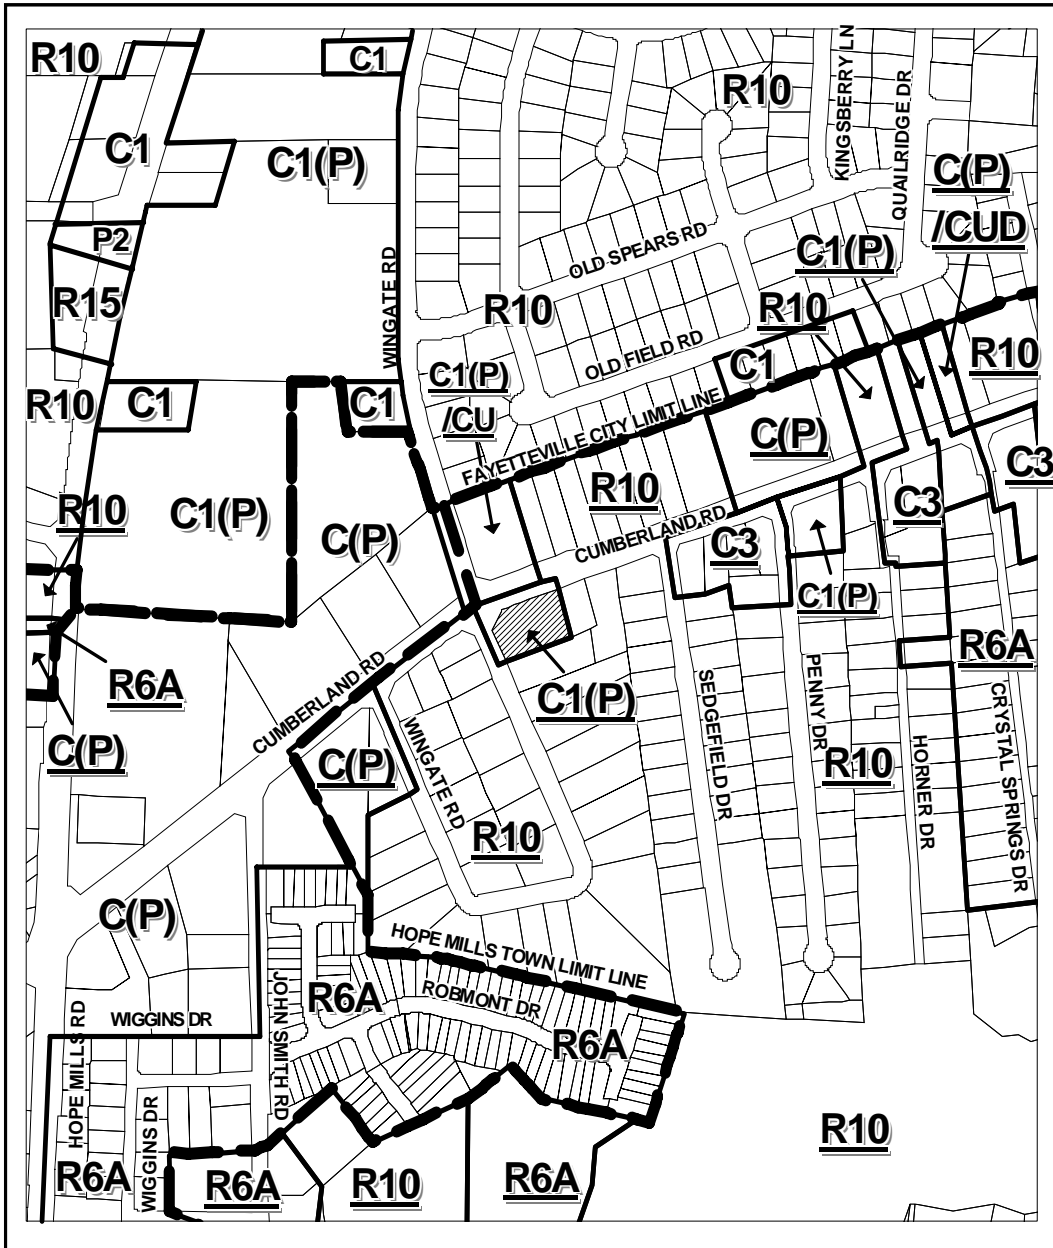 R10
C1
C1
C1(P)
P2
R15
R10
KINGSBERRY LN
QUAILRIDGE DR
C(P)
/CUD
C1(P)
OLD SPEARS RD
WINGATE RD
R10
R10
OLD FIELD RD
C1
R10
C1(P)
/CU
FAYETTEVILLE CITY LIMIT LINE
R10
C1
C1
R10
C1(P)
C(P)
R10
C(P)
C3
C3
CUMBERLAND RD
C3
C1(P)
R6A
R6A
C1(P)
CUMBERLAND RD
C(P)
C(P)
WINGATE RD
SEDGEFIELD DR
PENNY DR
R10
HORNER DR
CRYSTAL SPRINGS DR
R10
C(P)
HOPE MILLS TOWN LIMIT LINE
R6A
ROBMONT DR
R6A
JOHN SMITH RD
WIGGINS DR
HOPE MILLS RD
WIGGINS DR
R6A
R6A
R10
R6A
R10